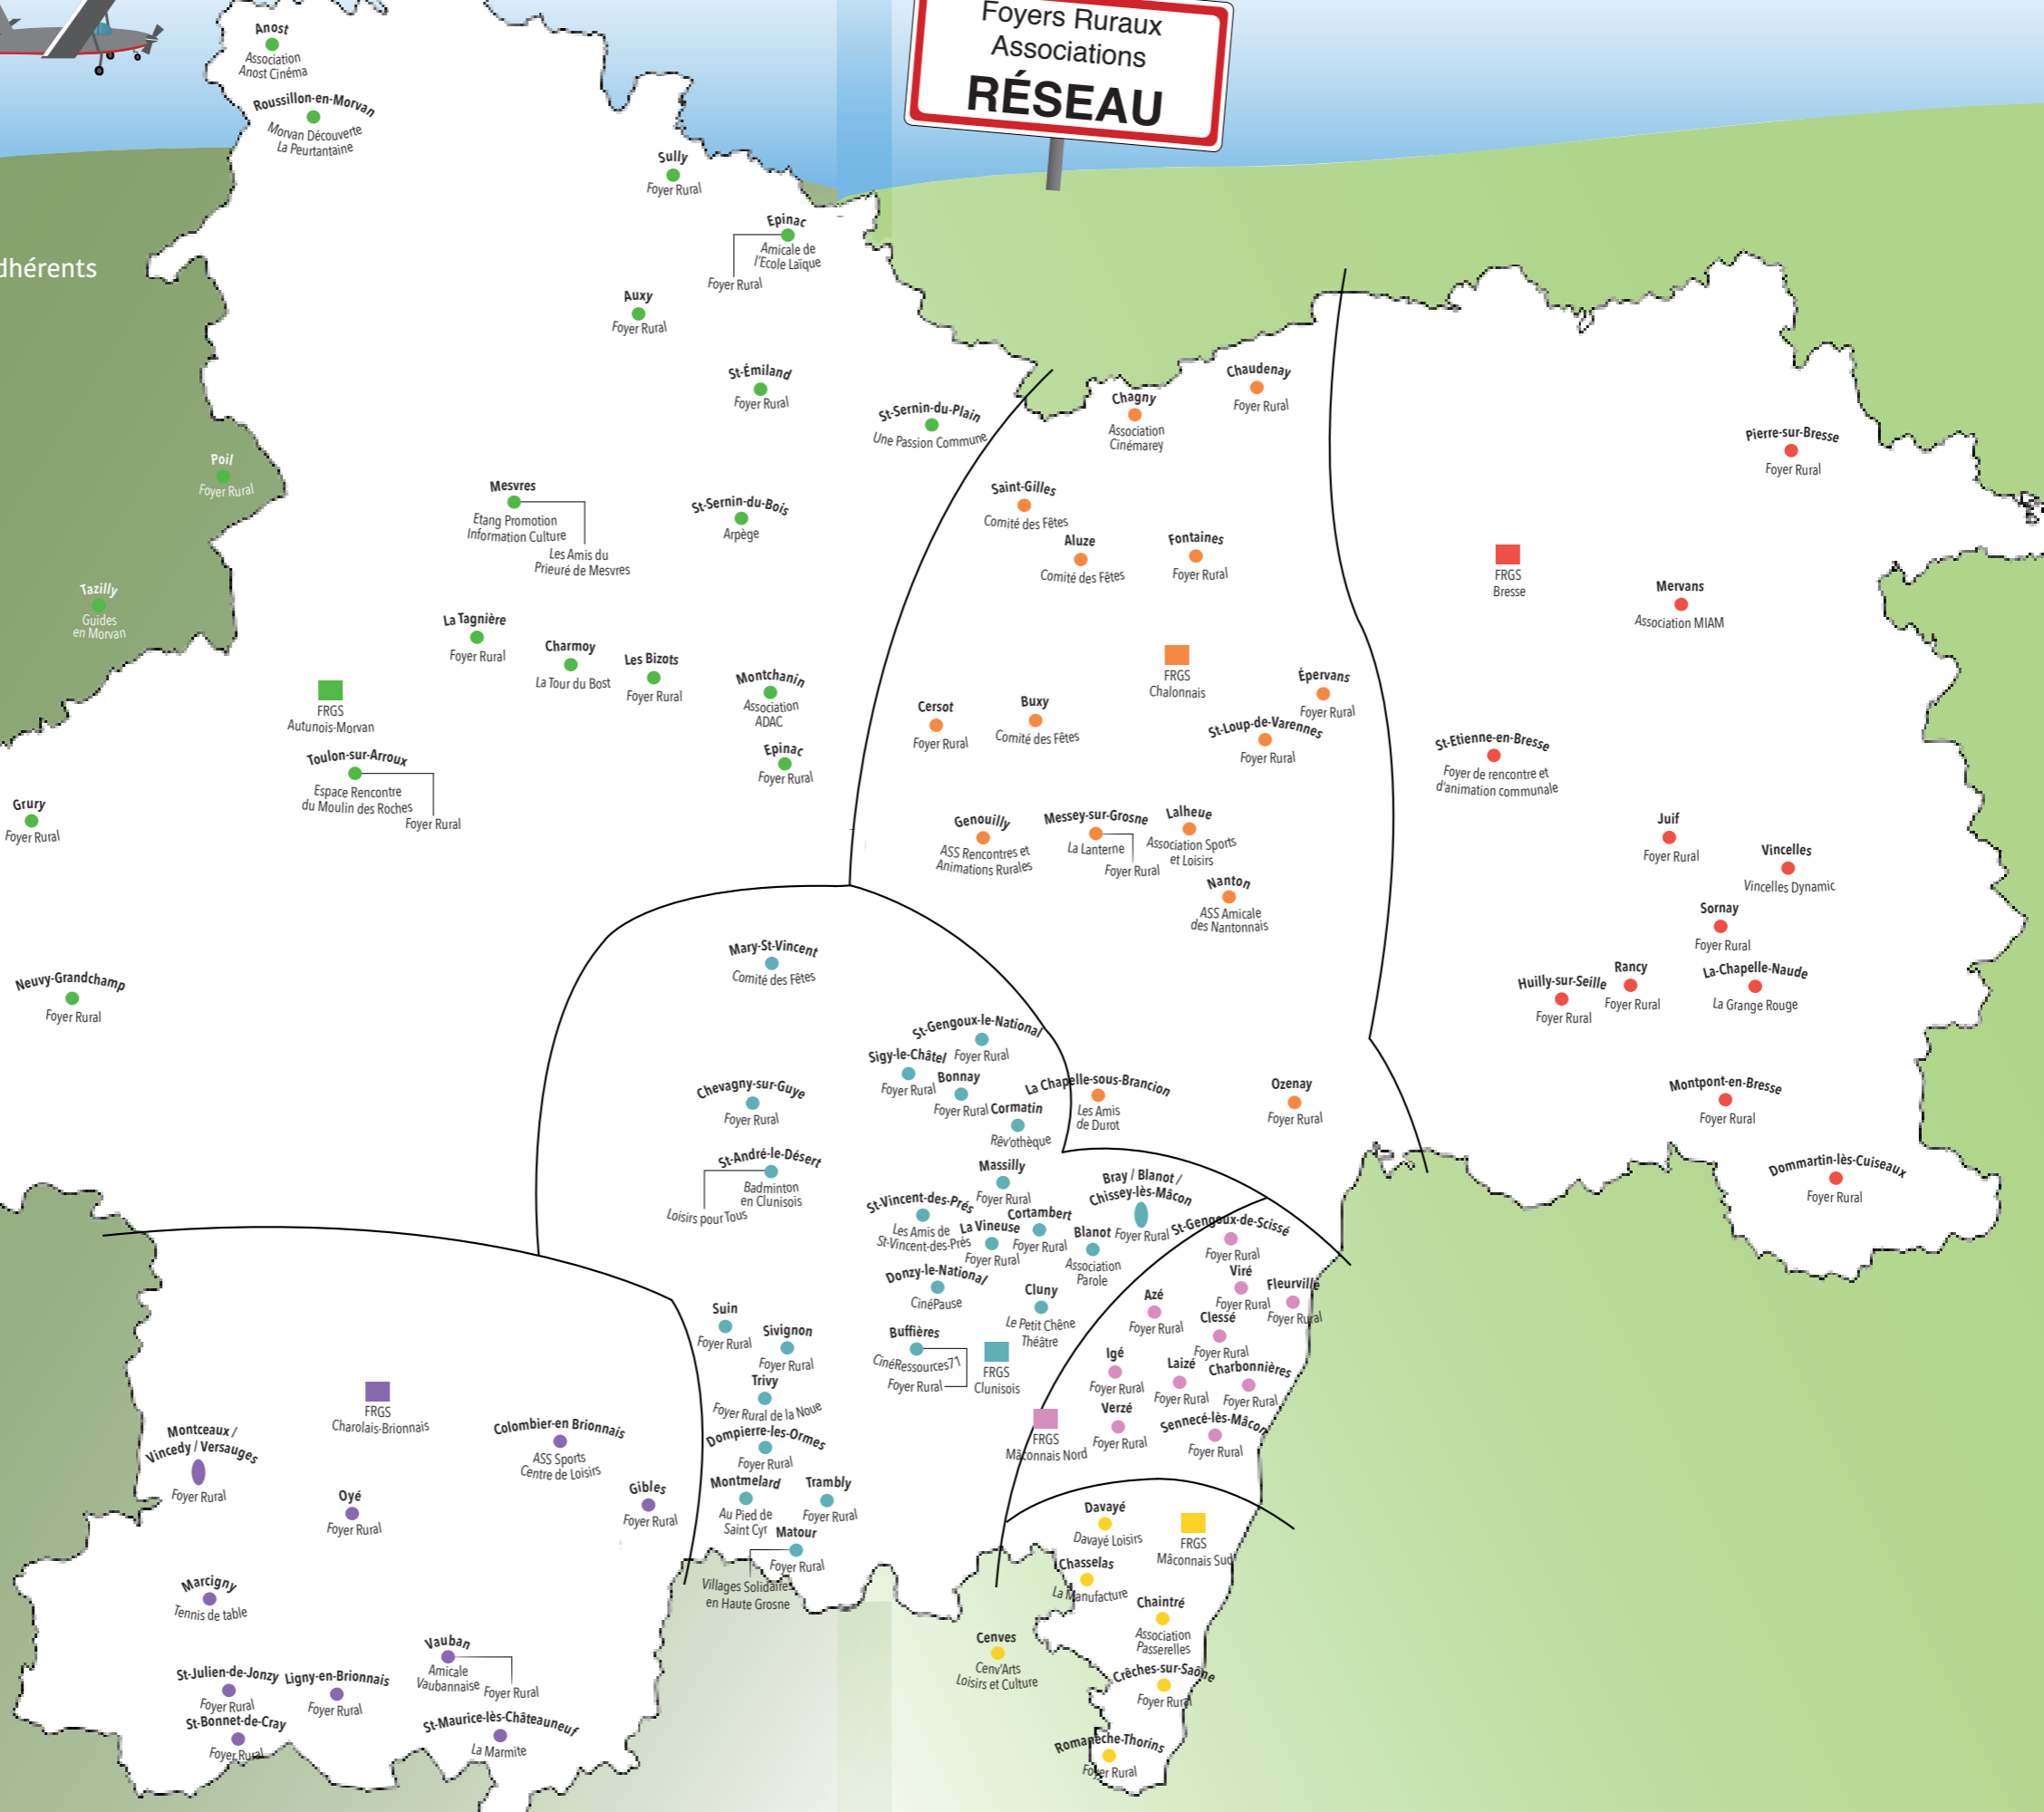 Foyers Ruraux
Associations
RÉSEAU
dhérents
Anost
Association
Anost Cinéma
Roussillon-en-Morvan
Morvan Découverte
La Peurtantaine
Sully
Foyer Rural
Epinac
Amicale de
l'Ecole Laïque
Foyer Rural
Auxy
Foyer Rural
St-Émiland
Foyer Rural
St-Sernin-du-Plain
Une Passion Commune
Poil
Foyer Rural
Mesvres
Etang Promotion
Information Culture
Les Amis du
Prieuré de Mesvres
St-Sernin-du-Bois
Arpège
Tazilly
Guides
en Morvan
La Tagnière
Foyer Rural
Charmoy
La Tour du Bost
Les Bizots
Foyer Rural
Montchanin
Association
ADAC
FRGS
Autunois-Morvan
Toulon-sur-Arroux
Espace Rencontre
du Moulin des Roches
Foyer Rural
Epinac
Foyer Rural
Grury
Foyer Rural
Neuvy-Grandchamp
Foyer Rural
Chagny
Association
Cinémarey
Chaudenay
Foyer Rural
Saint-Gilles
Comité des Fêtes
Aluze
Comité des Fêtes
Fontaines
Foyer Rural
FRGS
Chalonnais
Épervans
Foyer Rural
Cersot
Foyer Rural
Buxy
Comité des Fêtes
St-Loup-de-Varennes
Foyer Rural
Genouilly
ASS Rencontres et
Animations Rurales
Messey-sur-Grosne
La Lanterne
Foyer Rural
Lalheue
Association Sports
et Loisirs
Nanton
ASS Amicale
des Nantonnais
La Chapelle-sous-Brancion
Les Amis
de Durot
Ozenay
Foyer Rural
Pierre-sur-Bresse
Foyer Rural
FRGS
Bresse
Mervans
Association MIAM
St-Etienne-en-Bresse
Foyer de rencontre et
d'animation communale
Juif
Foyer Rural
Vincelles
Vincelles Dynamic
Sornay
Foyer Rural
Huilly-sur-Seille
Foyer Rural
Rancy
Foyer Rural
La-Chapelle-Naude
La Grange Rouge
Montpont-en-Bresse
Foyer Rural
Dommartin-lès-Cuiseaux
Foyer Rural
Mary-St-Vincent
Comité des Fêtes
St-Gengoux-le-National
Foyer Rural
Sigy-le-Châtel
Foyer Rural
Bonnay
Foyer Rural
Chevagny-sur-Guye
Foyer Rural
Cormatin
Rêv'othèque
St-André-le-Désert
Badminton
en Clunisois
Loisirs pour Tous
Massilly
Foyer Rural
Bray / Blanot /
Chissey-lès-Mâcon
Foyer Rural
St-Vincent-des-Prés
Les Amis de
St-Vincent-des-Prés
La Vineuse
Foyer Rural
Cortambert
Foyer Rural
Blanot
Association
Parole
Donzy-le-National
CinéPause
Cluny
Le Petit Chêne
Théâtre
Suin
Foyer Rural
Sivignon
Foyer Rural
Buffières
CinéRessources71
Foyer Rural
FRGS
Clunisois
Trivy
Foyer Rural de la Noue
Dompierre-les-Ormes
Foyer Rural
Montmelard
Au Pied de
Saint Cyr
Trambly
Foyer Rural
Matour
Foyer Rural
Villages Solidaires
en Haute Grosne
St-Gengoux-de-Scissé
Foyer Rural
Viré
Foyer Rural
Fleurville
Foyer Rural
Azé
Foyer Rural
Clessé
Foyer Rural
Igé
Foyer Rural
Laizé
Foyer Rural
Charbonnières
Foyer Rural
Verzé
Foyer Rural
Sennecé-lès-Mâcon
Foyer Rural
FRGS
Mâconnais Nord
FRGS
Charolais-Brionnais
Montceaux /
Vincedy / Versauges
Foyer Rural
Colombier-en Brionnais
ASS Sports
Centre de Loisirs
Oyé
Foyer Rural
Gibles
Foyer Rural
Marcigny
Tennis de table
Vauban
Amicale
Vaubannaise
Foyer Rural
St-Julien-de-Jonzy
Foyer Rural
Ligny-en-Brionnais
Foyer Rural
St-Bonnet-de-Cray
Foyer Rural
St-Maurice-lès-Châteauneuf
La Marmite
Davayé
Davayé Loisirs
FRGS
Mâconnais Sud
Chasselas
La Manufacture
Chaintré
Association
Passerelles
Cenves
Cenv'Arts
Loisirs et Culture
Crêches-sur-Saône
Foyer Rural
Romanèche-Thorins
Foyer Rural